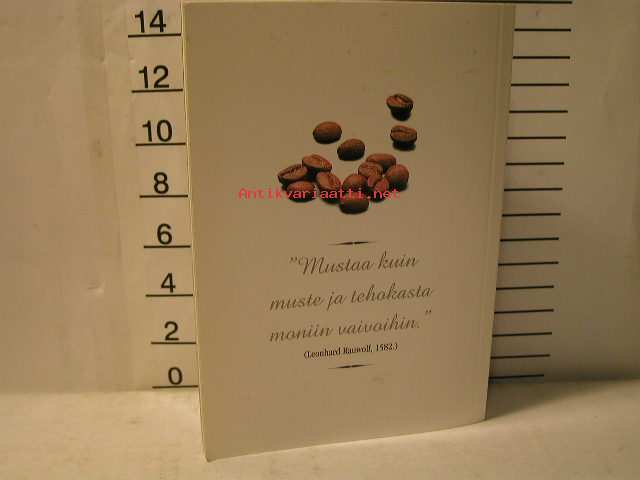 14
12
10
8
6
4
2
0
Antikvariaatti.net
”Mustaa kuin
muste ja tehokasta
moniin vaivoihin.”
(Leonhard Rauwolf, 1582.)